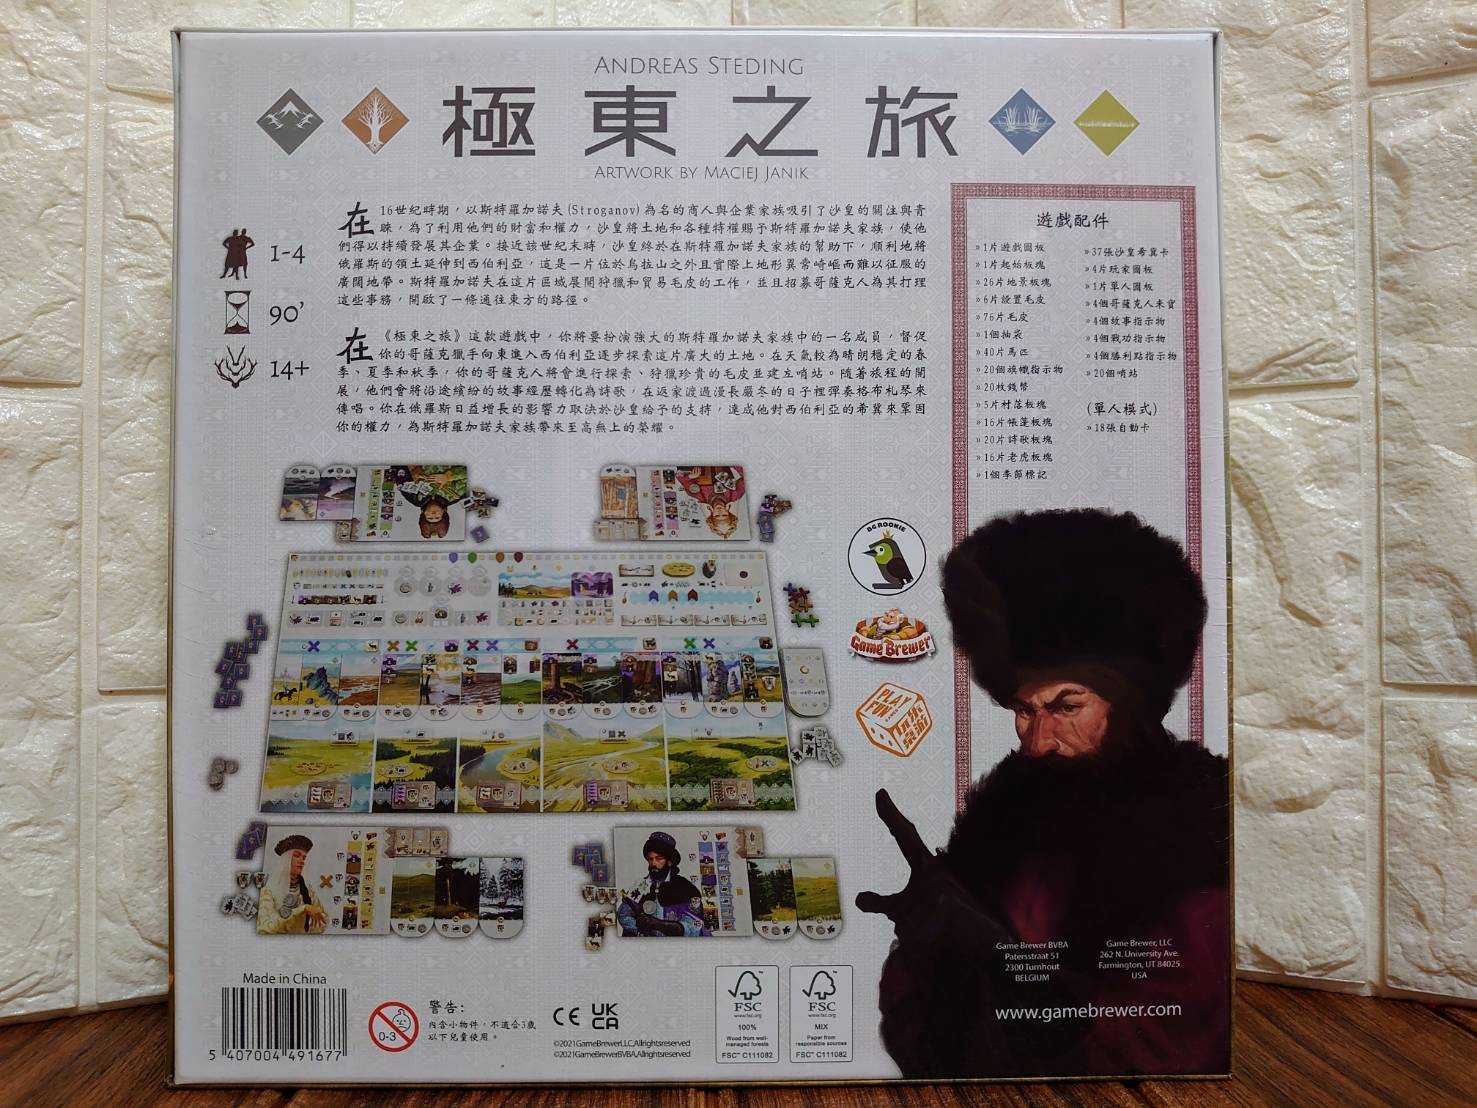 ANDREAS STEDING
極東之旅
ARTWORK BY MACIEJ JANIK
1-4
90'
14+
在16世紀時期，以斯特羅加諾夫(Stroganov)為名的商人與企業家族吸引了沙皇的關注與青
睞，為了利用他們的財富和權力，沙皇將土地和各種特權賜予斯特羅加諾夫家族，使他
們得以持續發展其企業。接近該世紀末時，沙皇終於在斯特羅加諾夫家族的幫助下，順利地將
俄羅斯的領土延伸到西伯利亞，這是一片位於烏拉山之外且實際上地形異常崎嶇而難以征服的
廣闊地帶。斯特羅加諾夫在這片區域展開狩獵和貿易毛皮的工作，並且招募哥薩克人為其打理
這些事務，開啟了一條通往東方的路徑。
在《極東之旅》這款遊戲中，你將要扮演強大的斯特羅加諾夫家族中的一名成員，督促
你的哥薩克獵手向東進入西伯利亞逐步探索這片廣大的土地。在天氣較為晴朗穩定的春
季、夏季和秋季，你的哥薩克人將會進行探索、狩獵珍貴的毛皮並建立哨站。隨著旅程的開
展，他們會將沿途繽紛的故事經歷轉化為詩歌，在返家渡過漫長嚴冬的日子裡彈奏格布札琴來
傳唱。你在俄羅斯日益增長的影響力取決於沙皇給予的支持，達成他對西伯利亞的希冀來鞏固
你的權力，為斯特羅加諾夫家族帶來至高無上的榮耀。
遊戲配件
» 1片遊戲圖板
» 1片起始板塊
» 26片地景板塊
» 6片設置毛皮
» 76片毛皮
» 1個抽袋
» 40片馬匹
» 20個旗幟指示物
» 20枚錢幣
» 5片村落板塊
» 16片帳篷板塊
» 20片詩歌板塊
» 16片老虎板塊
» 1個季節標記
» 37張沙皇希冀卡
» 4片玩家圖板
» 1片單人圖板
» 4個哥薩克人米寶
» 4個故事指示物
» 4個戰功指示物
» 4個勝利點指示物
» 20個哨站
(單人模式)
» 18張自動卡
BG ROOKIE
Game Brewer
PLAY
FUN
玩樂
桌遊
Game Brewer BVBA
Patersstraat 51
2300 Turnhout
BELGIUM
Game Brewer, LLC
262 N. University Ave.
Farmington, UT 84025
USA
www.gamebrewer.com
Made in China
5 407004 491677
0-3
警告:
內含小物件，不適合3歲
以下兒童使用。
CE UK
CA
©2021GameBrewerLLC,Allrightsreserved
©2021GameBrewerBVBA,Allrightsreserved
FSC
www.fsc.org
100%
Wood from well-
managed forests
FSC™ C111082
FSC
www.fsc.org
MIX
Paper from
responsible sources
FSC™ C111082